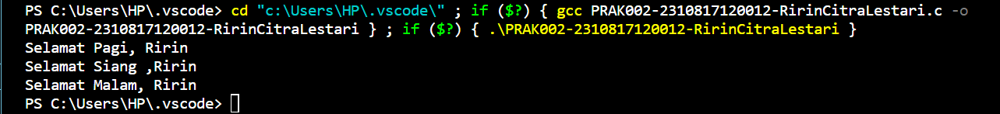 PS C:\Users\HP\.vscode> cd "c:\Users\HP\.vscode\" ; if ($?) { gcc PRAK002-2310817120012-RirinCitraLestari.c -o
PRAK002-2310817120012-RirinCitraLestari } ; if ($?) { .\PRAK002-2310817120012-RirinCitraLestari }
Selamat Pagi, Ririn
Selamat Siang ,Ririn
Selamat Malam, Ririn
PS C:\Users\HP\.vscode>